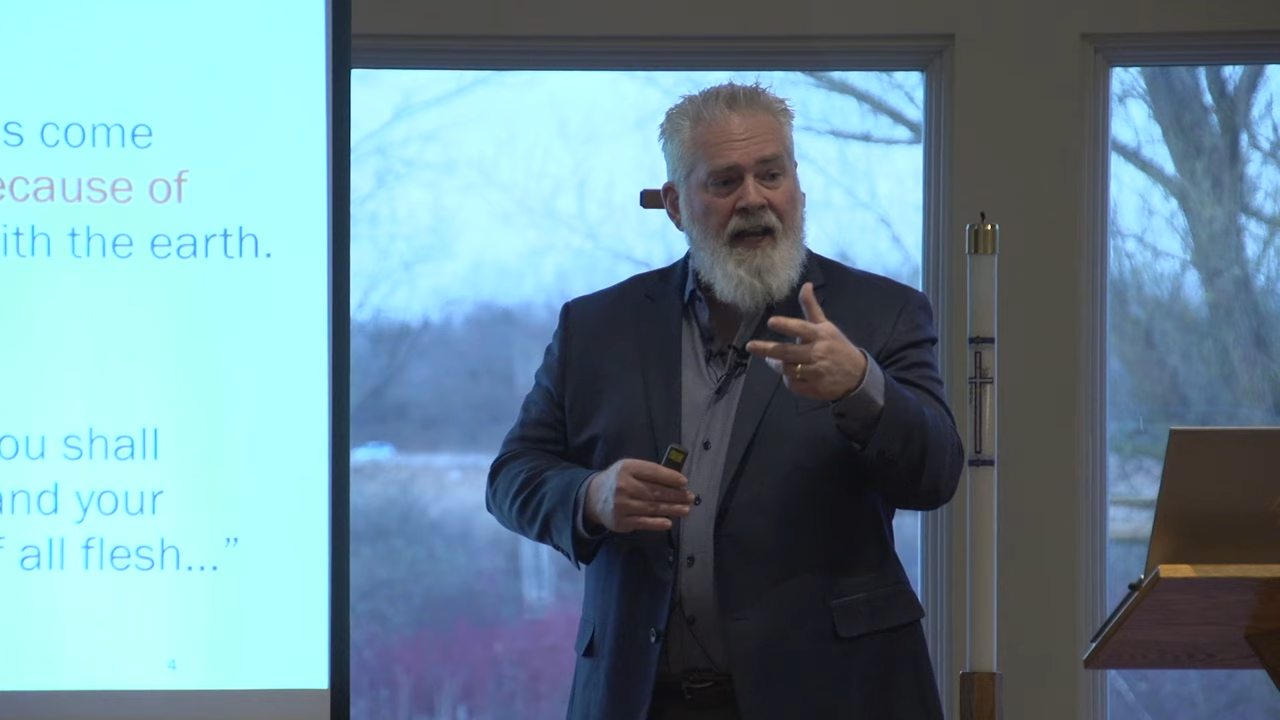 s come
ecause of
ith the earth.
ou shall
and your
f all flesh...”
4